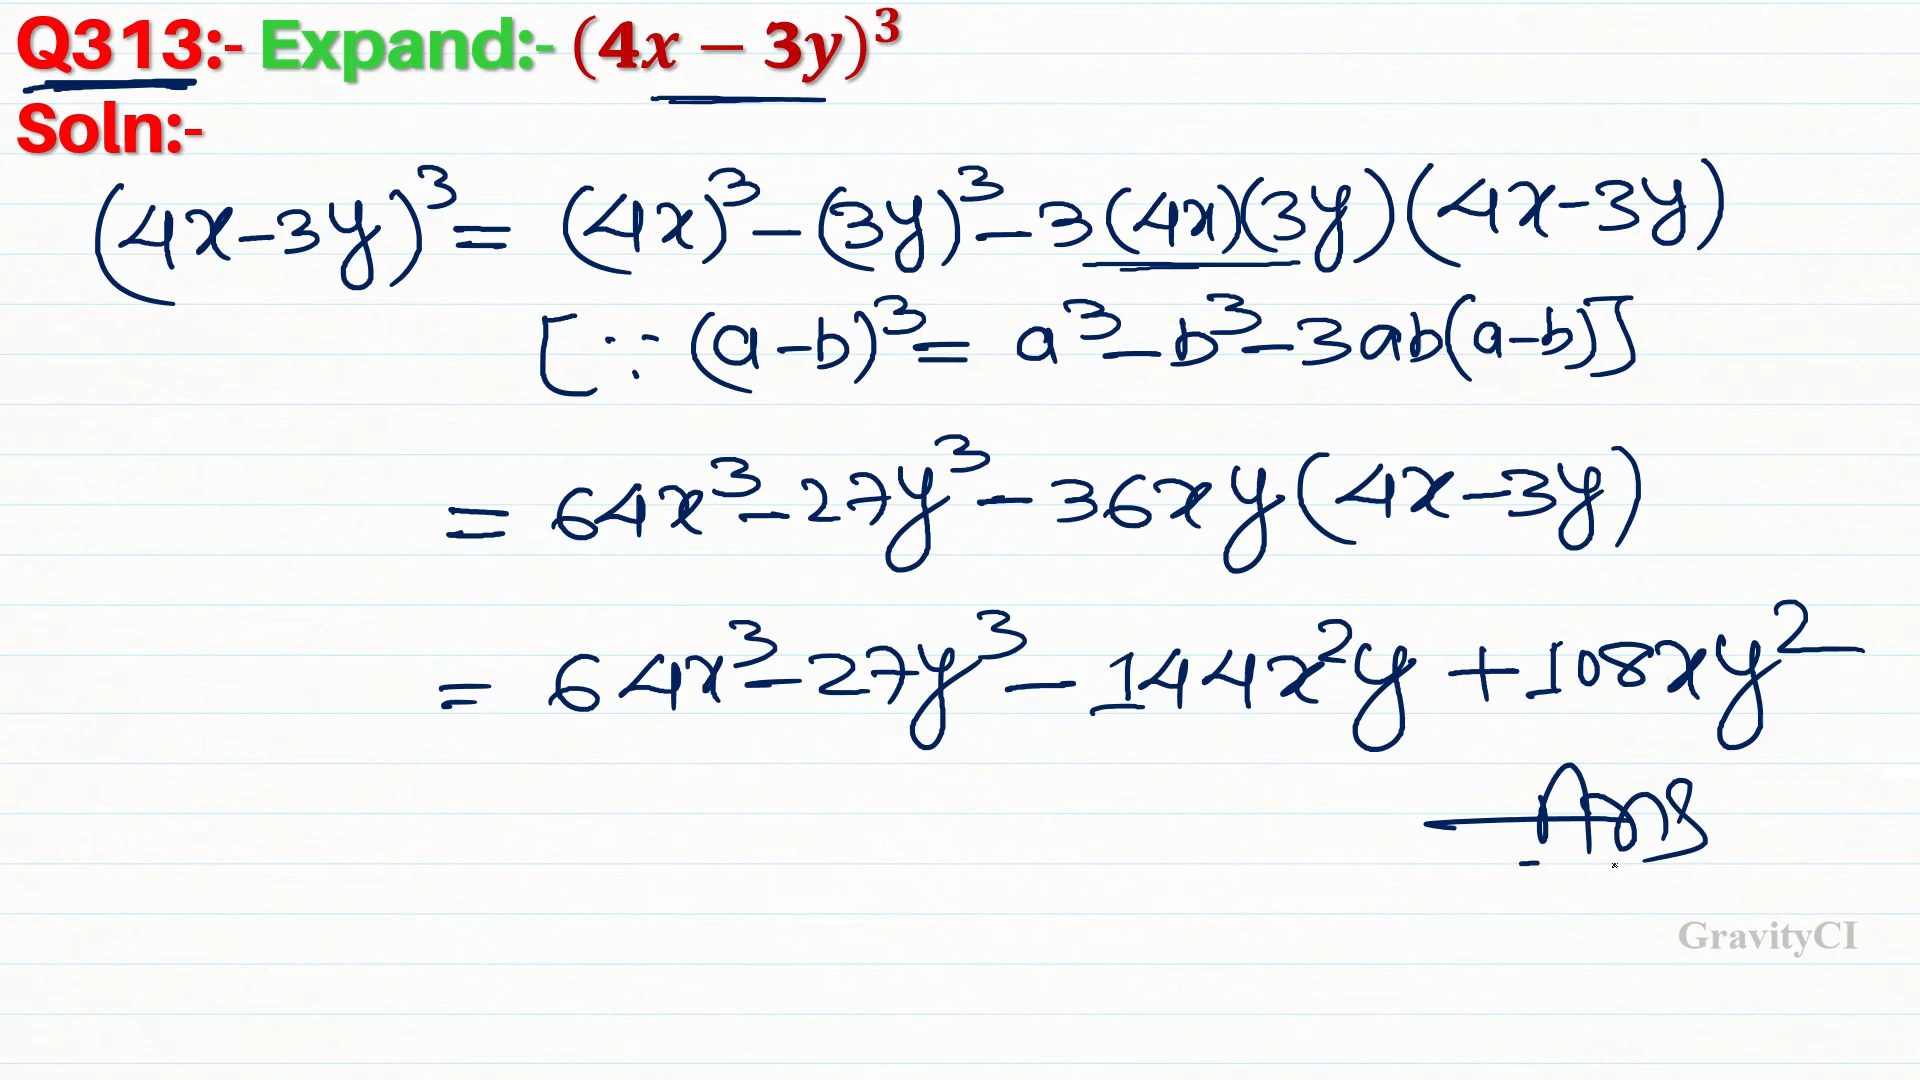 Q313:- Expand:- (4x − 3y)³
Soln:-
(4x-3y)³ = (4x)³ - (3y)³ - 3(4x)(3y)(4x-3y)
[∵ (a-b)³ = a³ - b³ - 3ab(a-b)]
= 64x³ - 27y³ - 36xy(4x-3y)
= 64x³ - 27y³ - 144x²y + 108xy²
Ans
GravityCI